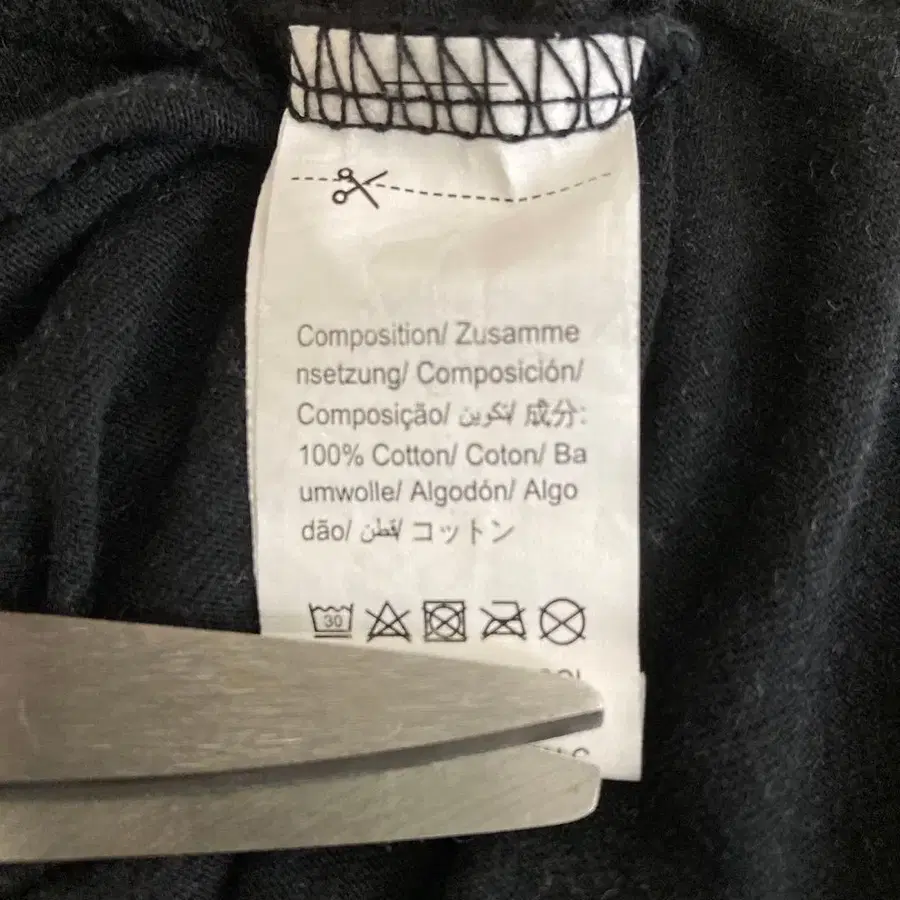 Composition/ Zusamme
nsetzung/ Composición/
Composição/ تكوين/ 成分:
100% Cotton/ Coton/ Ba
umwolle/ Algodón/ Algo
dão/ قطن/ コットン
30